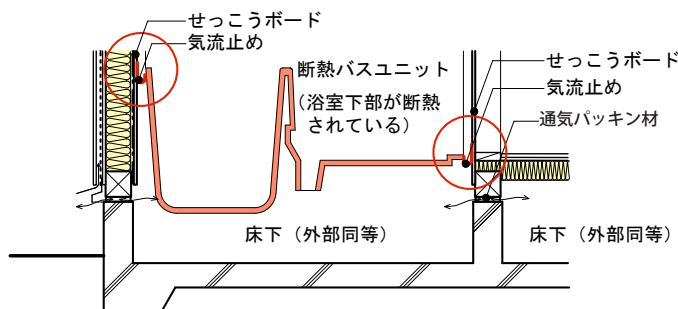 せっこうボード
気流止め
断熱バスユニット
（浴室下部が断熱
されている）
せっこうボード
気流止め
通気パッキン材
床下（外部同等）
床下（外部同等）